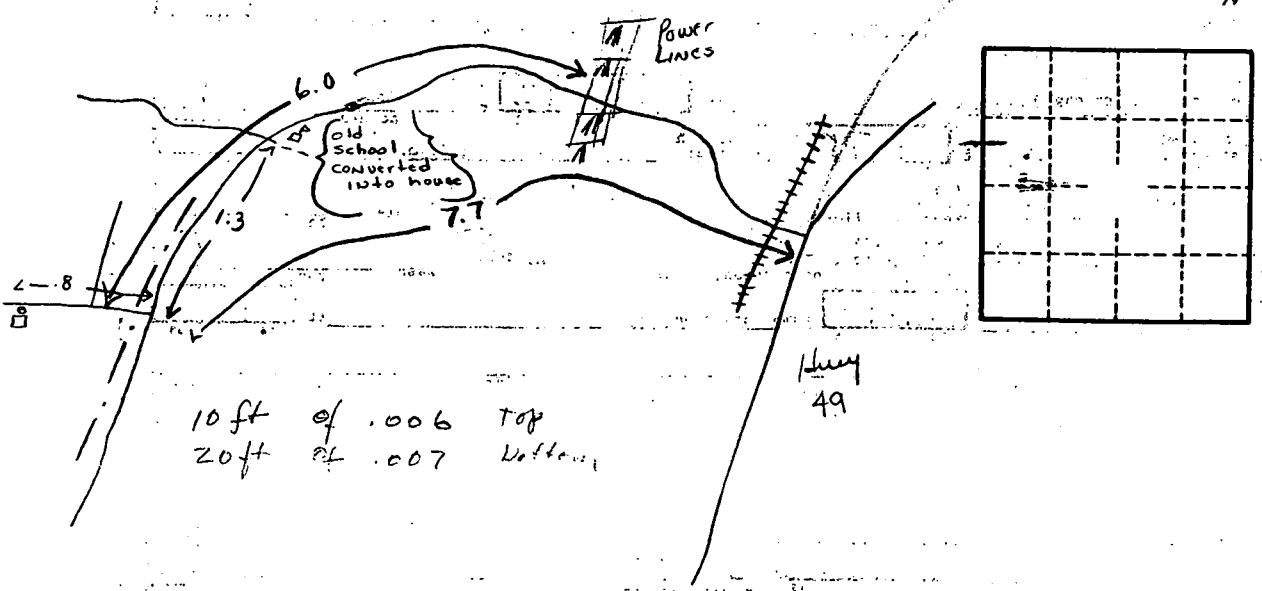 N
Power
Lines
6.0
old
School
converted
Into house
1.3
7.7
.8
Hwy
49
10 ft of .006 Top
20 ft of .007 Bottom